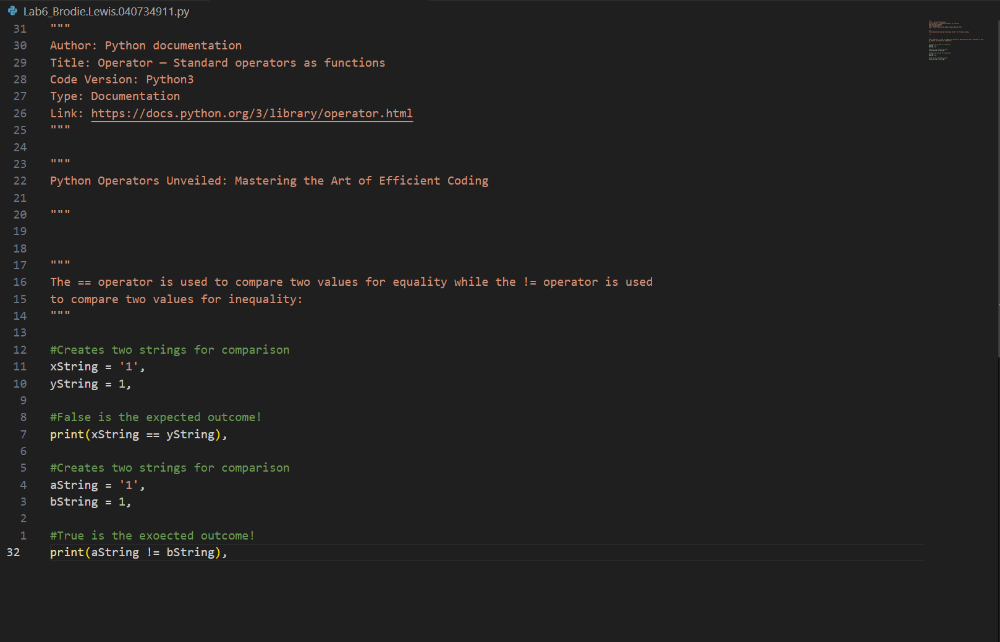 Lab6_Brodie.Lewis.040734911.py
31 """
30 Author: Python documentation
29 Title: Operator — Standard operators as functions
28 Code Version: Python3
27 Type: Documentation
26 Link: https://docs.python.org/3/library/operator.html
25 """
24
23 """
22 Python Operators Unveiled: Mastering the Art of Efficient Coding
21
20 """
19
18
17 """
16 The == operator is used to compare two values for equality while the != operator is used
15 to compare two values for inequality:
14 """
13
12 #Creates two strings for comparison
11 xString = '1',
10 yString = 1,
9
8 #False is the expected outcome!
7 print(xString == yString),
6
5 #Creates two strings for comparison
4 aString = '1',
3 bString = 1,
2
1 #True is the exoected outcome!
32 print(aString != bString),